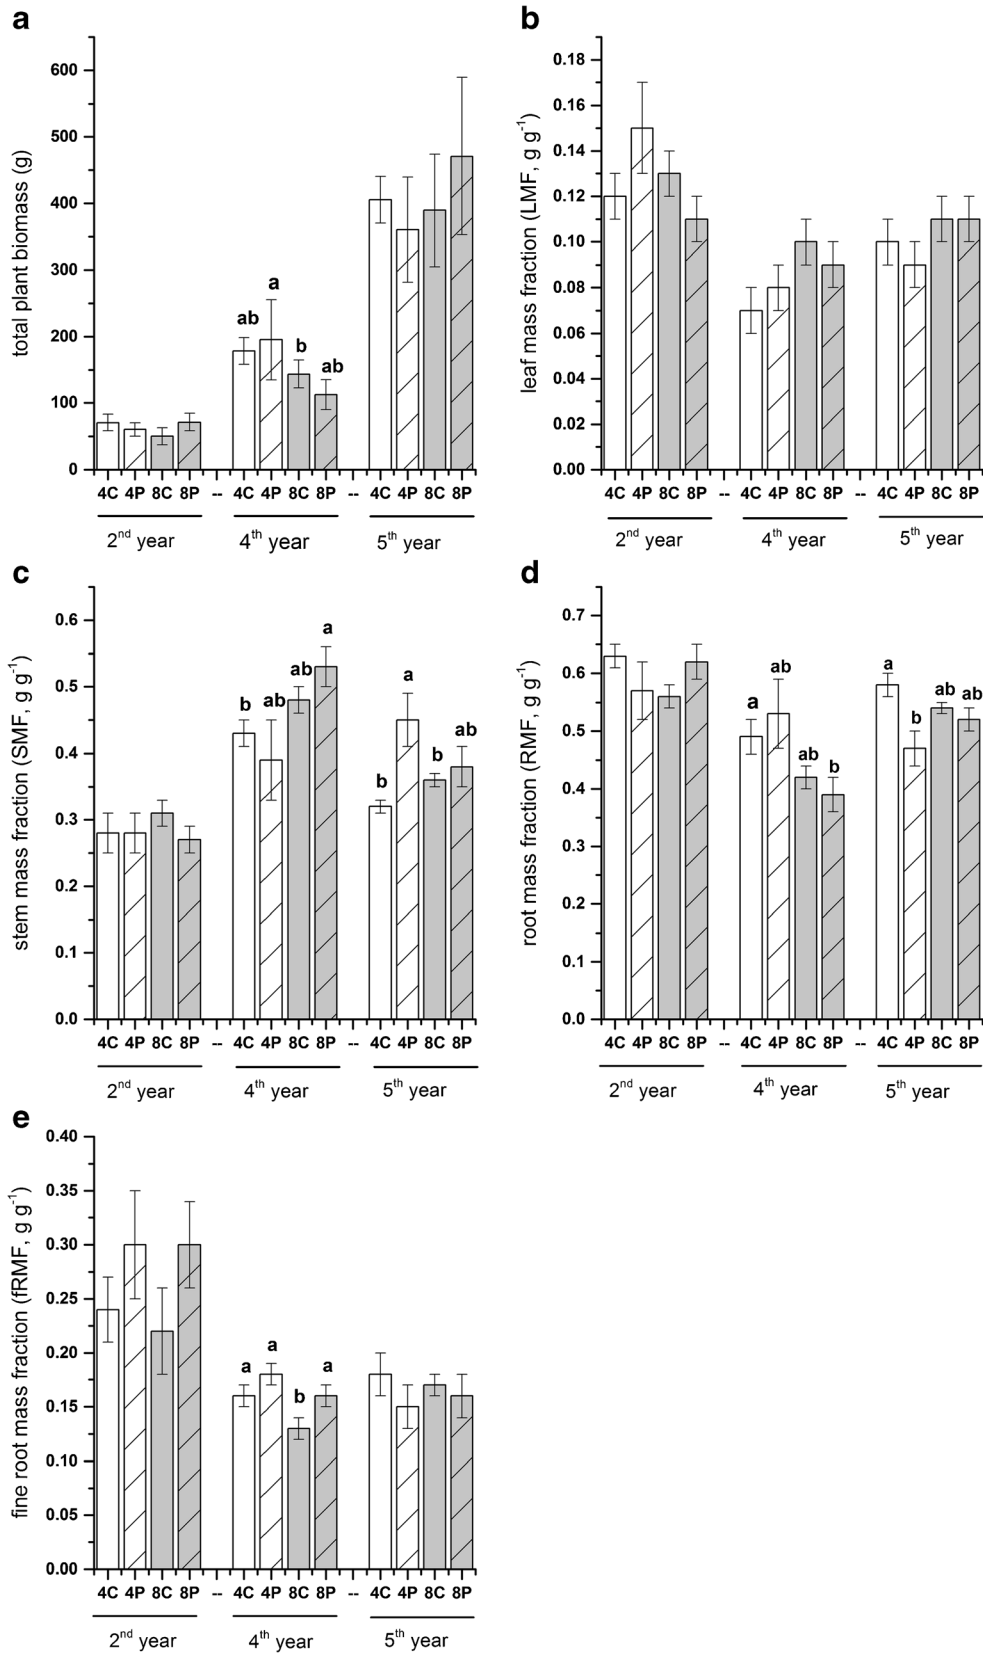 a
total plant biomass (g)
600
500
400
300
200
100
0
ab
a
b
ab
4C 4P 8C 8P -- 4C 4P 8C 8P -- 4C 4P 8C 8P
2nd year 4th year 5th year
b
leaf mass fraction (LMF, g g-1)
0.18
0.16
0.14
0.12
0.10
0.08
0.06
0.04
0.02
0.00
4C 4P 8C 8P -- 4C 4P 8C 8P -- 4C 4P 8C 8P
2nd year 4th year 5th year
c
stem mass fraction (SMF, g g-1)
0.6
0.5
0.4
0.3
0.2
0.1
0.0
b
ab
ab
a
b
a
b
ab
4C 4P 8C 8P -- 4C 4P 8C 8P -- 4C 4P 8C 8P
2nd year 4th year 5th year
d
root mass fraction (RMF, g g-1)
0.7
0.6
0.5
0.4
0.3
0.2
0.1
0.0
a
ab
ab
b
a
b
ab
ab
4C 4P 8C 8P -- 4C 4P 8C 8P -- 4C 4P 8C 8P
2nd year 4th year 5th year
e
fine root mass fraction (fRMF, g g-1)
0.40
0.35
0.30
0.25
0.20
0.15
0.10
0.05
0.00
a
a
b
a
4C 4P 8C 8P -- 4C 4P 8C 8P -- 4C 4P 8C 8P
2nd year 4th year 5th year